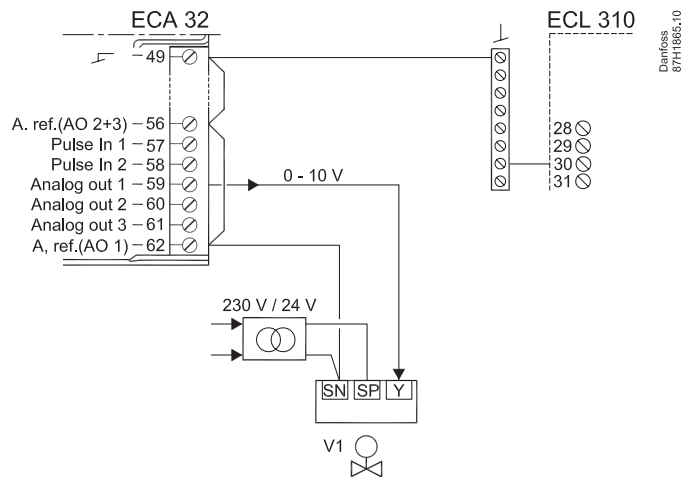 ECA 32
ECL 310
Danfoss
87H1865.10
49
A. ref.(AO 2+3) – 56
Pulse In 1 – 57
Pulse In 2 – 58
Analog out 1 – 59
Analog out 2 – 60
Analog out 3 – 61
A, ref.(AO 1) – 62
0 - 10 V
28
29
30
31
230 V / 24 V
SN SP Y
V1